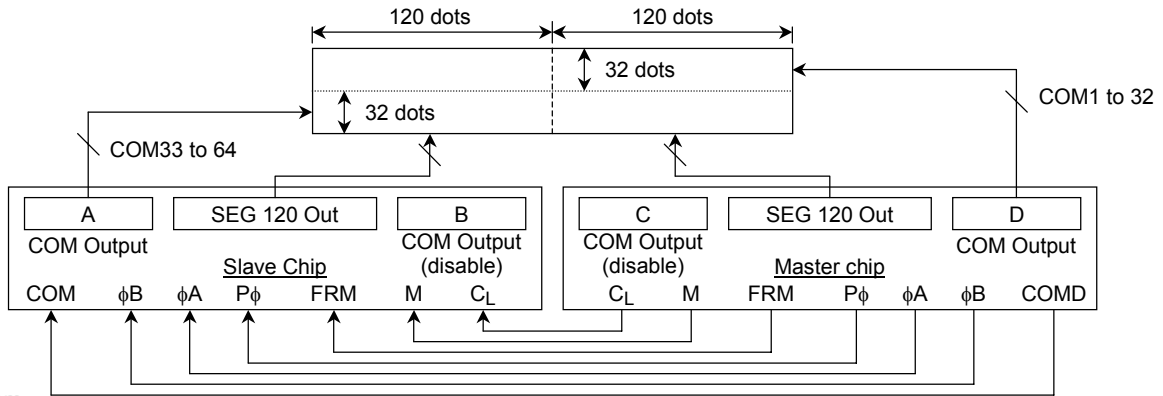 120 dots
120 dots
32 dots
32 dots
COM1 to 32
COM33 to 64
A
SEG 120 Out
B
C
SEG 120 Out
D
COM Output
COM Output
(disable)
COM Output
(disable)
COM Output
Slave Chip
Master chip
COM ϕB ϕA Pϕ FRM M CL
CL M FRM Pϕ ϕA ϕB COMD